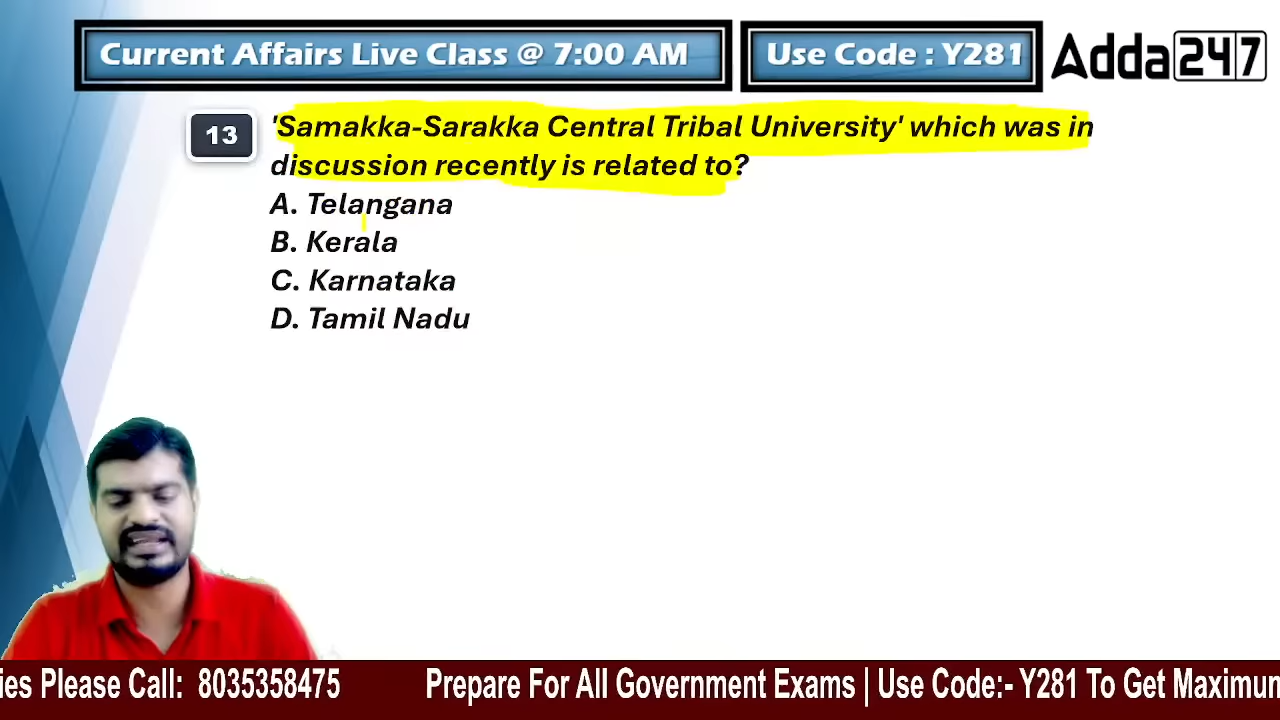 Current Affairs Live Class @ 7:00 AM
Use Code : Y281
Adda247
13
'Samakka-Sarakka Central Tribal University' which was in
discussion recently is related to?
A. Telangana
B. Kerala
C. Karnataka
D. Tamil Nadu
ies Please Call: 8035358475 Prepare For All Government Exams | Use Code:- Y281 To Get Maximun